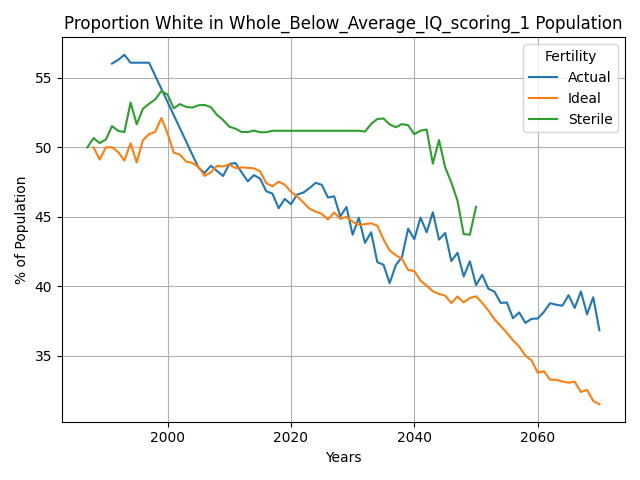 Proportion White in Whole_Below_Average_IQ_scoring_1 Population
Fertility
Actual
Ideal
Sterile
% of Population
55
50
45
40
35
2000 2020 2040 2060
Years